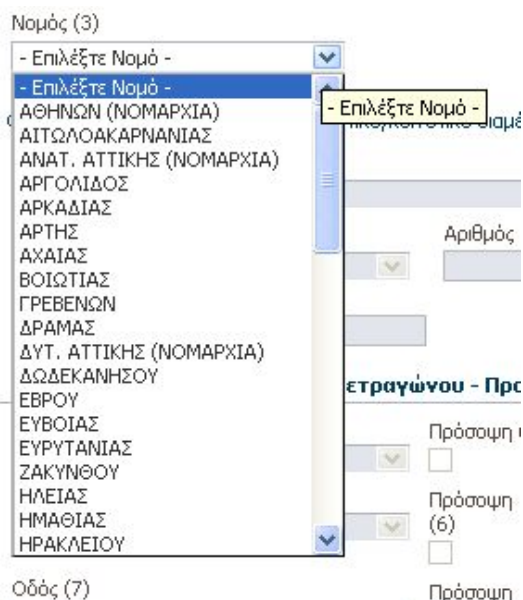 Νομός (3)
- Επιλέξτε Νομό -
- Επιλέξτε Νομό -
- Επιλέξτε Νομό -
ΑΘΗΝΩΝ (ΝΟΜΑΡΧΙΑ)
ΑΙΤΩΛΟΑΚΑΡΝΑΝΙΑΣ
ΑΝΑΤ. ΑΤΤΙΚΗΣ (ΝΟΜΑΡΧΙΑ)
ΑΡΓΟΛΙΔΟΣ
ΑΡΚΑΔΙΑΣ
ΑΡΤΗΣ
Αριθμός
ΑΧΑΙΑΣ
ΒΟΙΩΤΙΑΣ
ΓΡΕΒΕΝΩΝ
ΔΡΑΜΑΣ
ΔΥΤ. ΑΤΤΙΚΗΣ (ΝΟΜΑΡΧΙΑ)
ΔΩΔΕΚΑΝΗΣΟΥ
ετραγώνου - Προ
ΕΒΡΟΥ
ΕΥΒΟΙΑΣ
Πρόσοψη
ΕΥΡΥΤΑΝΙΑΣ
ΖΑΚΥΝΘΟΥ
ΗΛΕΙΑΣ
Πρόσοψη
(6)
ΗΜΑΘΙΑΣ
ΗΡΑΚΛΕΙΟΥ
Οδός (7)
Πρόσοψη